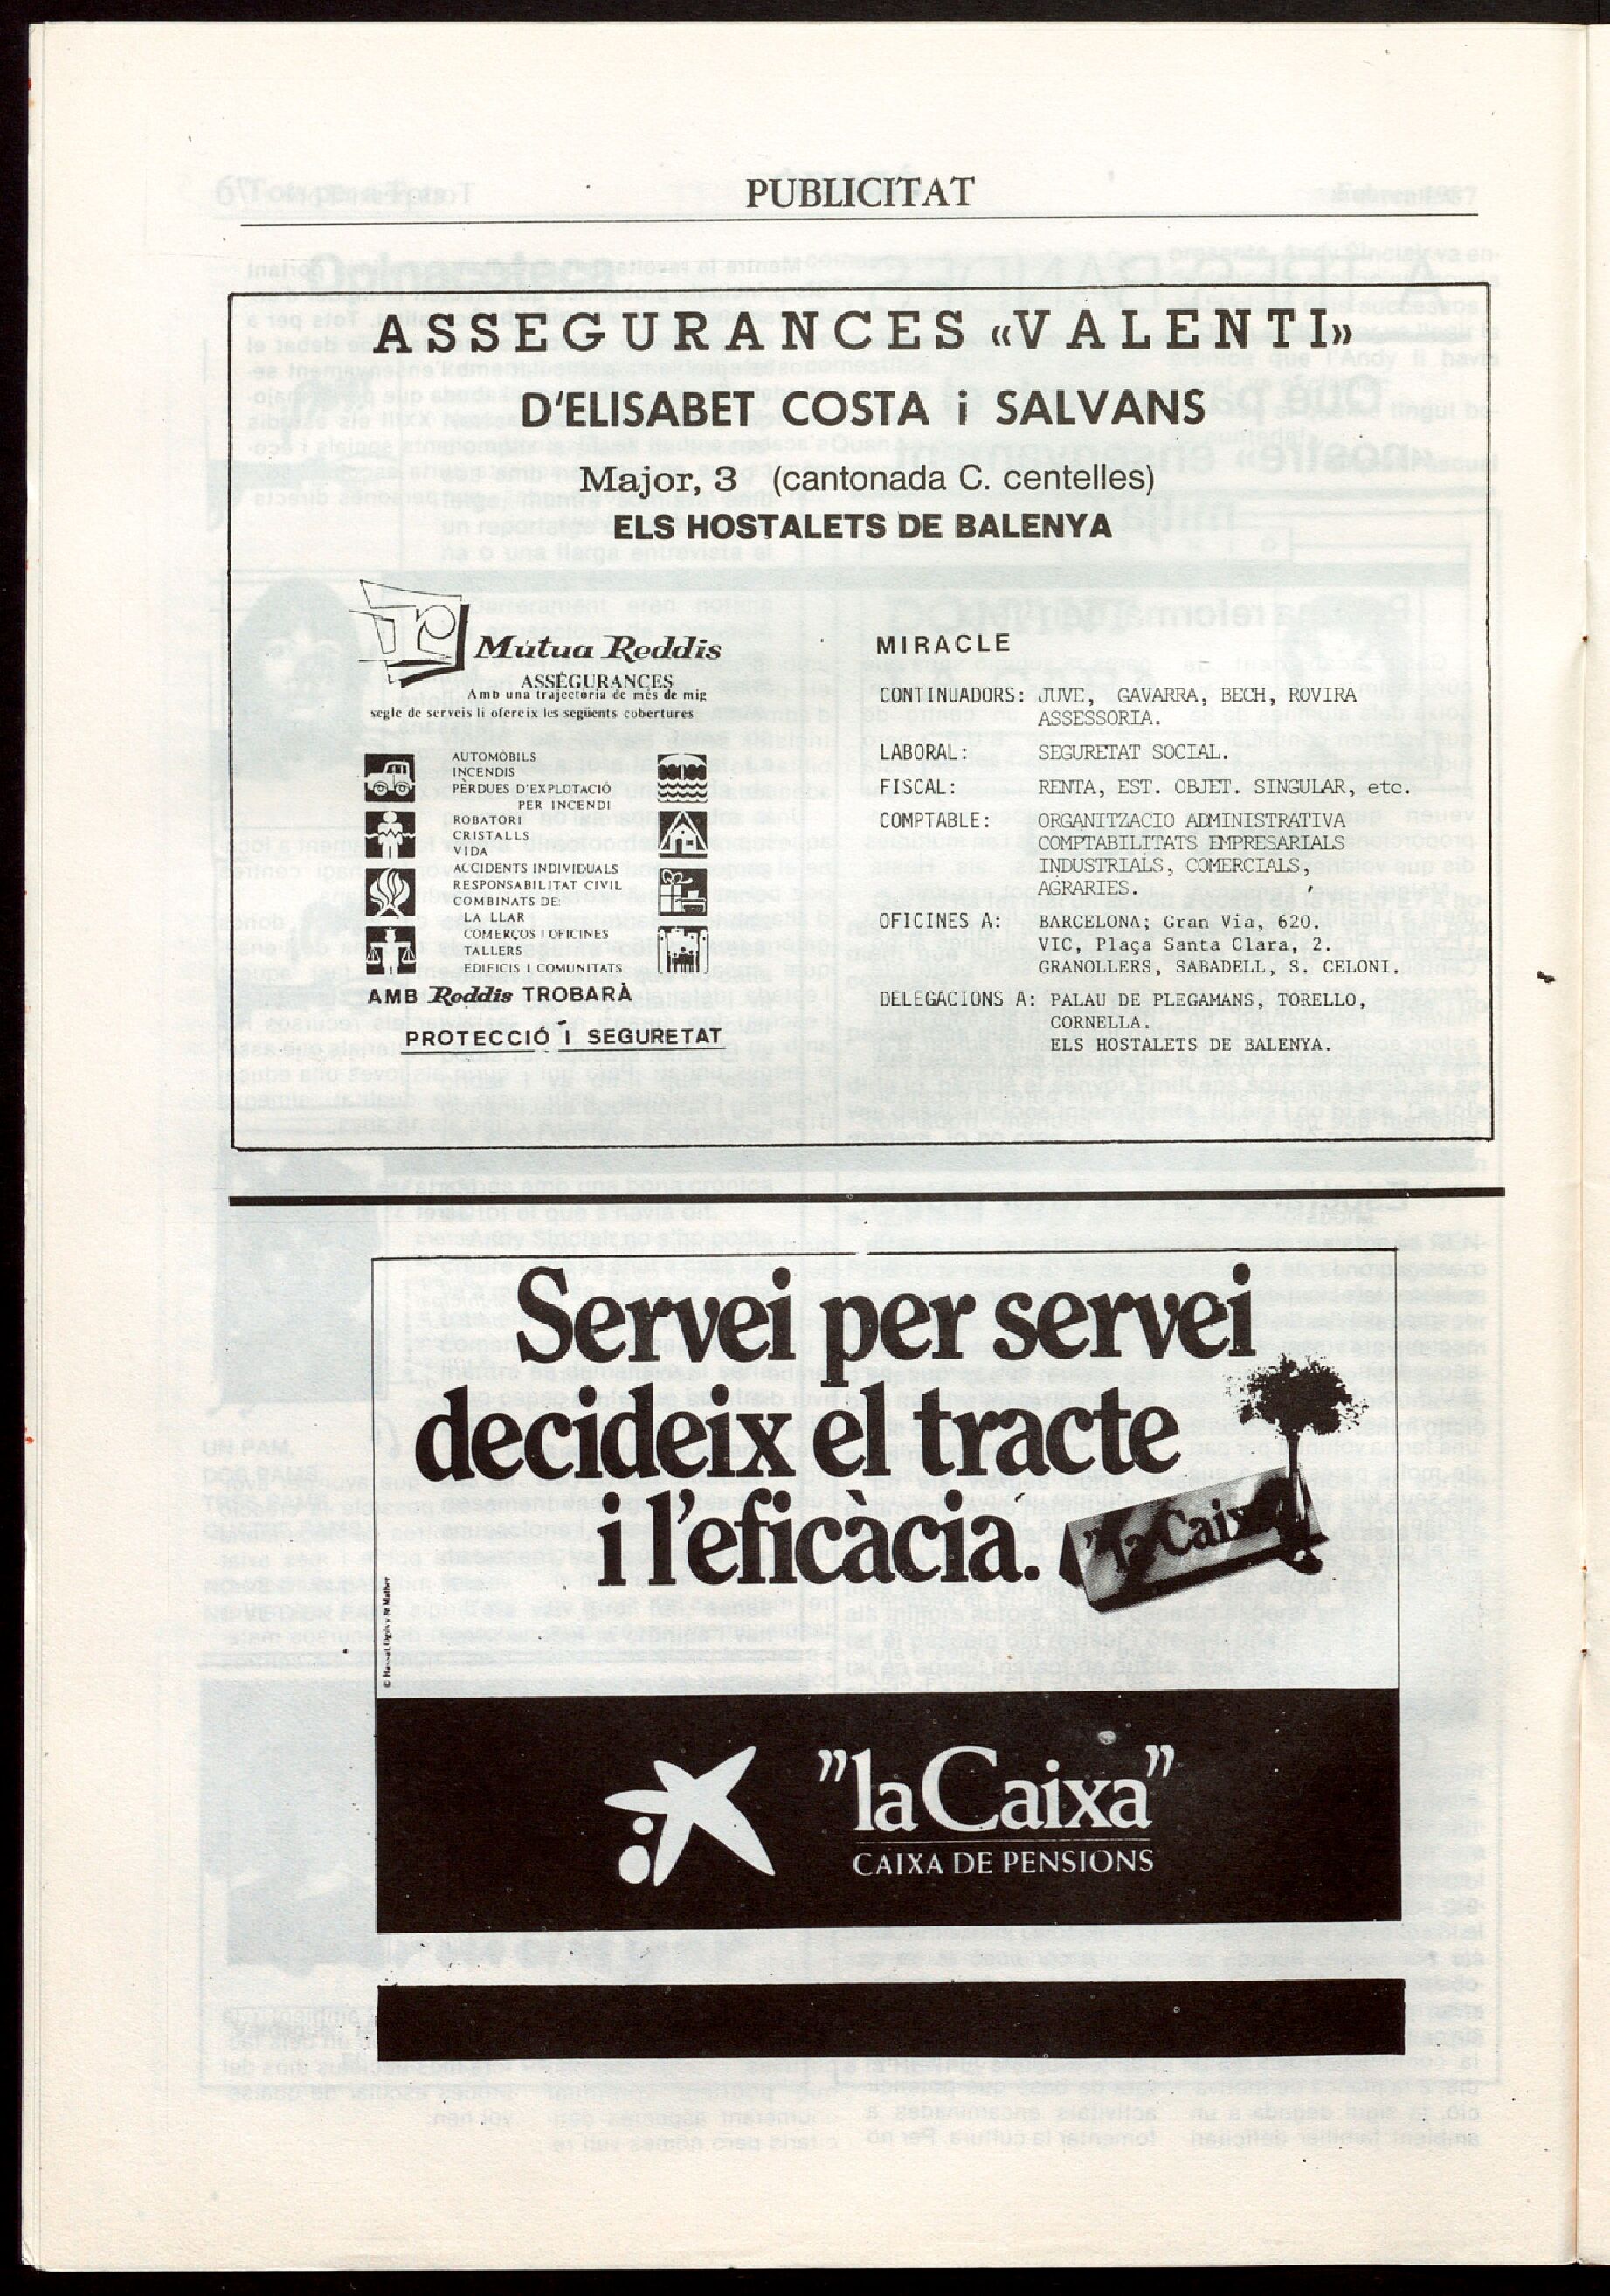 PUBLICITAT
ASSEGURANCES «VALENTI»
D'ELISABET COSTA i SALVANS
Major, 3 (cantonada C. centelles)
ELS HOSTALETS DE BALENYA
Mútua Reddis
ASSEGURANCES
Amb una trajectòria de més de mig
segle de serveis li ofereix les següents cobertures
AUTOMÒBILS
INCENDIS
PÈRDUES D'EXPLOTACIÓ
PER INCENDI
ROBATORI
CRISTALLS
VIDA
ACCIDENTS INDIVIDUALS
RESPONSABILITAT CIVIL
COMBINATS DE:
LA LLAR
COMERÇOS I OFICINES
TALLERS
EDIFICIS I COMUNITATS
AMB Reddis TROBARÀ
PROTECCIÓ I SEGURETAT
MIRACLE
CONTINUADORS: JUVE, GAVARRA, BECH, ROVIRA
ASSESSORIA.
LABORAL: SEGURETAT SOCIAL.
FISCAL: RENTA, EST. OBJET. SINGULAR, etc.
COMPTABLE: ORGANITZACIO ADMINISTRATIVA
COMPTABILITATS EMPRESARIALS
INDUSTRIALS, COMERCIALS,
AGRARIES.
OFICINES A: BARCELONA; Gran Via, 620.
VIC, Plaça Santa Clara, 2.
GRANOLLERS, SABADELL, S. CELONI.
DELEGACIONS A: PALAU DE PLEGAMANS, TORELLO,
CORNELLA.
ELS HOSTALETS DE BALENYA.
Servei per servei
decideix el tracte
i l'eficàcia.
"la Caixa
"la Caixa"
CAIXA DE PENSIONS